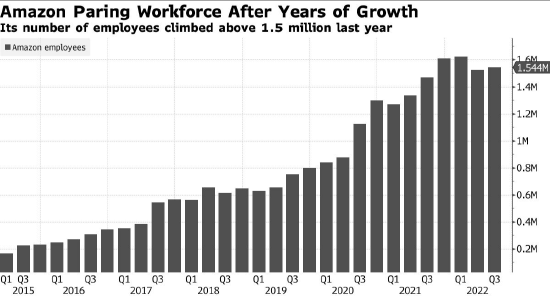 Amazon Paring Workforce After Years of Growth
Its number of employees climbed above 1.5 million last year
Amazon employees
1.6M
1.544M
1.4M
1.2M
1M
0.8M
0.6M
0.4M
0.2M
Q1 Q3 Q1 Q3 Q1 Q3 Q1 Q3 Q1 Q3 Q1 Q3 Q1 Q3 Q1 Q3
2015 2016 2017 2018 2019 2020 2021 2022